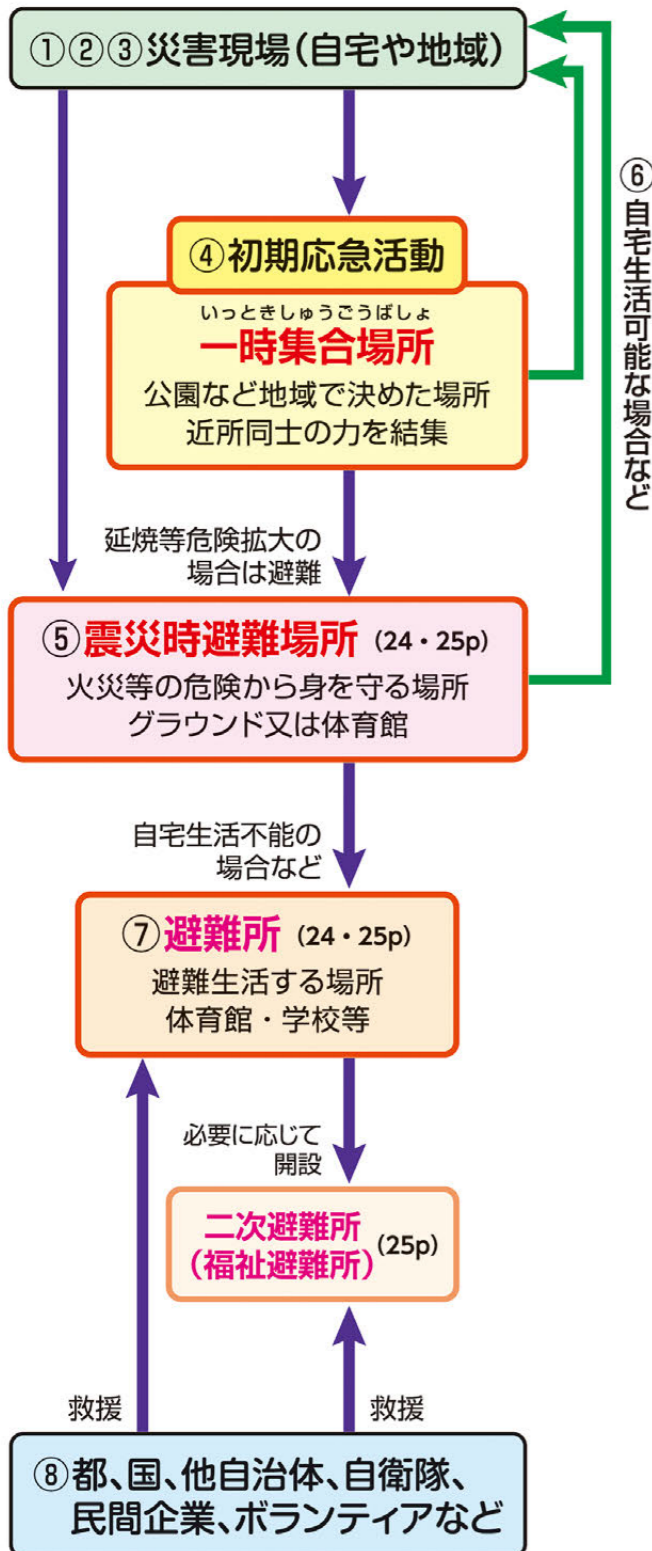 ①②③災害現場(自宅や地域)
④初期応急活動
いっときしゅうごうばしょ
一時集合場所
公園など地域で決めた場所
近所同士の力を結集
⑥自宅生活可能な場合など
延焼等危険拡大の
場合は避難
⑤震災時避難場所 (24・25p)
火災等の危険から身を守る場所
グラウンド又は体育館
自宅生活不能の
場合など
⑦避難所 (24・25p)
避難生活する場所
体育館・学校等
必要に応じて
開設
二次避難所
(福祉避難所) (25p)
救援
救援
⑧都、国、他自治体、自衛隊、
民間企業、ボランティアなど